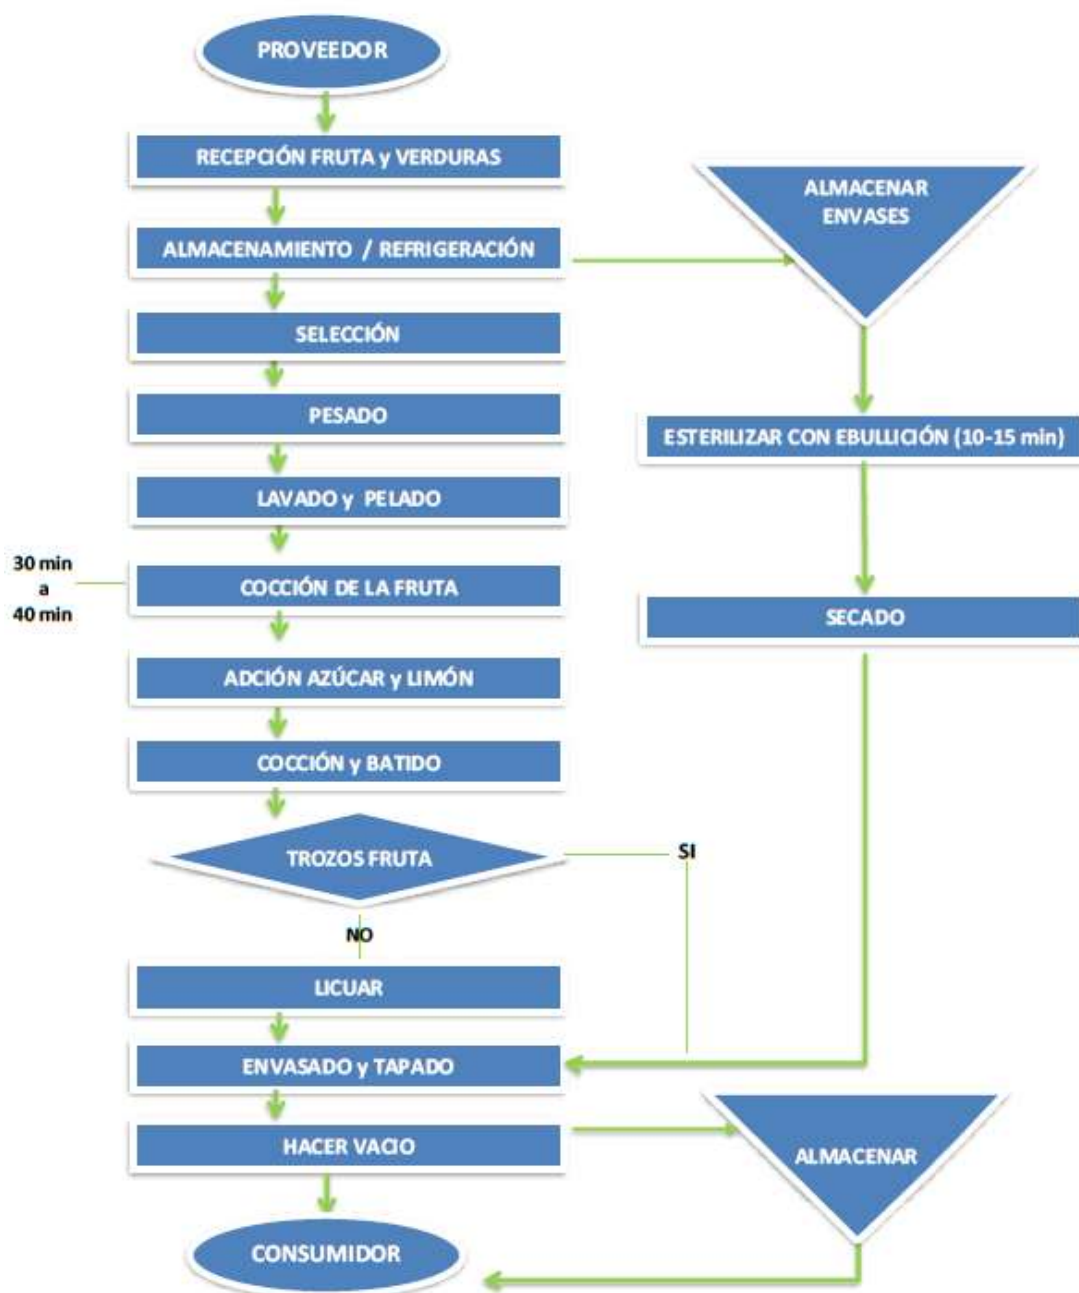 PROVEEDOR
RECEPCIÓN FRUTA y VERDURAS
ALMACENAMIENTO / REFRIGERACIÓN
SELECCIÓN
PESADO
LAVADO y PELADO
30 min
a
40 min
COCCIÓN DE LA FRUTA
ADCIÓN AZÚCAR y LIMÓN
COCCIÓN y BATIDO
TROZOS FRUTA
SI
NO
LICUAR
ENVASADO y TAPADO
HACER VACIO
CONSUMIDOR
ALMACENAR
ENVASES
ESTERILIZAR CON EBULLICIÓN (10-15 min)
SECADO
ALMACENAR